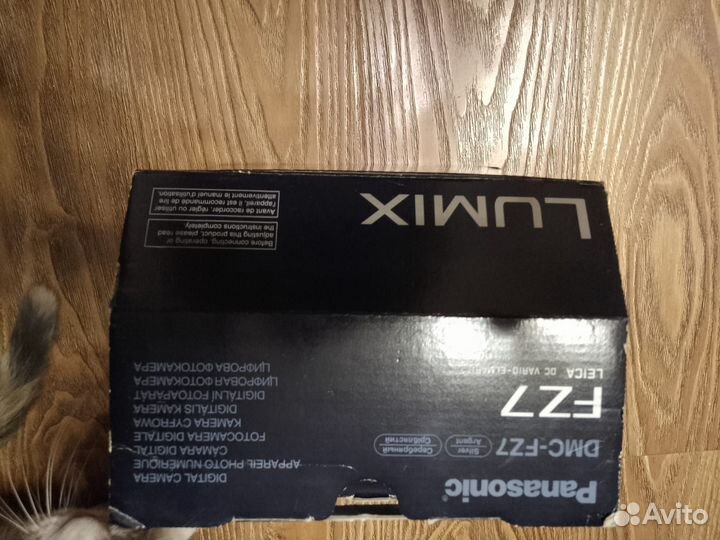 Panasonic
DMC-FZ7
Silver
Argent
Серебряный
Сріблястий
FZ7
LEICA DC VARIO-ELMARIT
DIGITAL CAMERA
APPAREIL PHOTO NUMÉRIQUE
CÁMARA DIGITAL
FOTOCAMERA DIGITALE
KAMERA CYFROWA
DIGITÁLIS KAMERA
DIGITÁLNÍ FOTOAPARÁT
ЦИФРОВАЯ ФОТОКАМЕРА
ЦИФРОВА ФОТОКАМЕРА
LUMIX
Before connecting, operating or
adjusting this product, please read
the instructions completely.
Avant de raccorder, régler ou utiliser
l'appareil, il est recommandé de lire
attentivement le manuel d'utilisation.
Avito